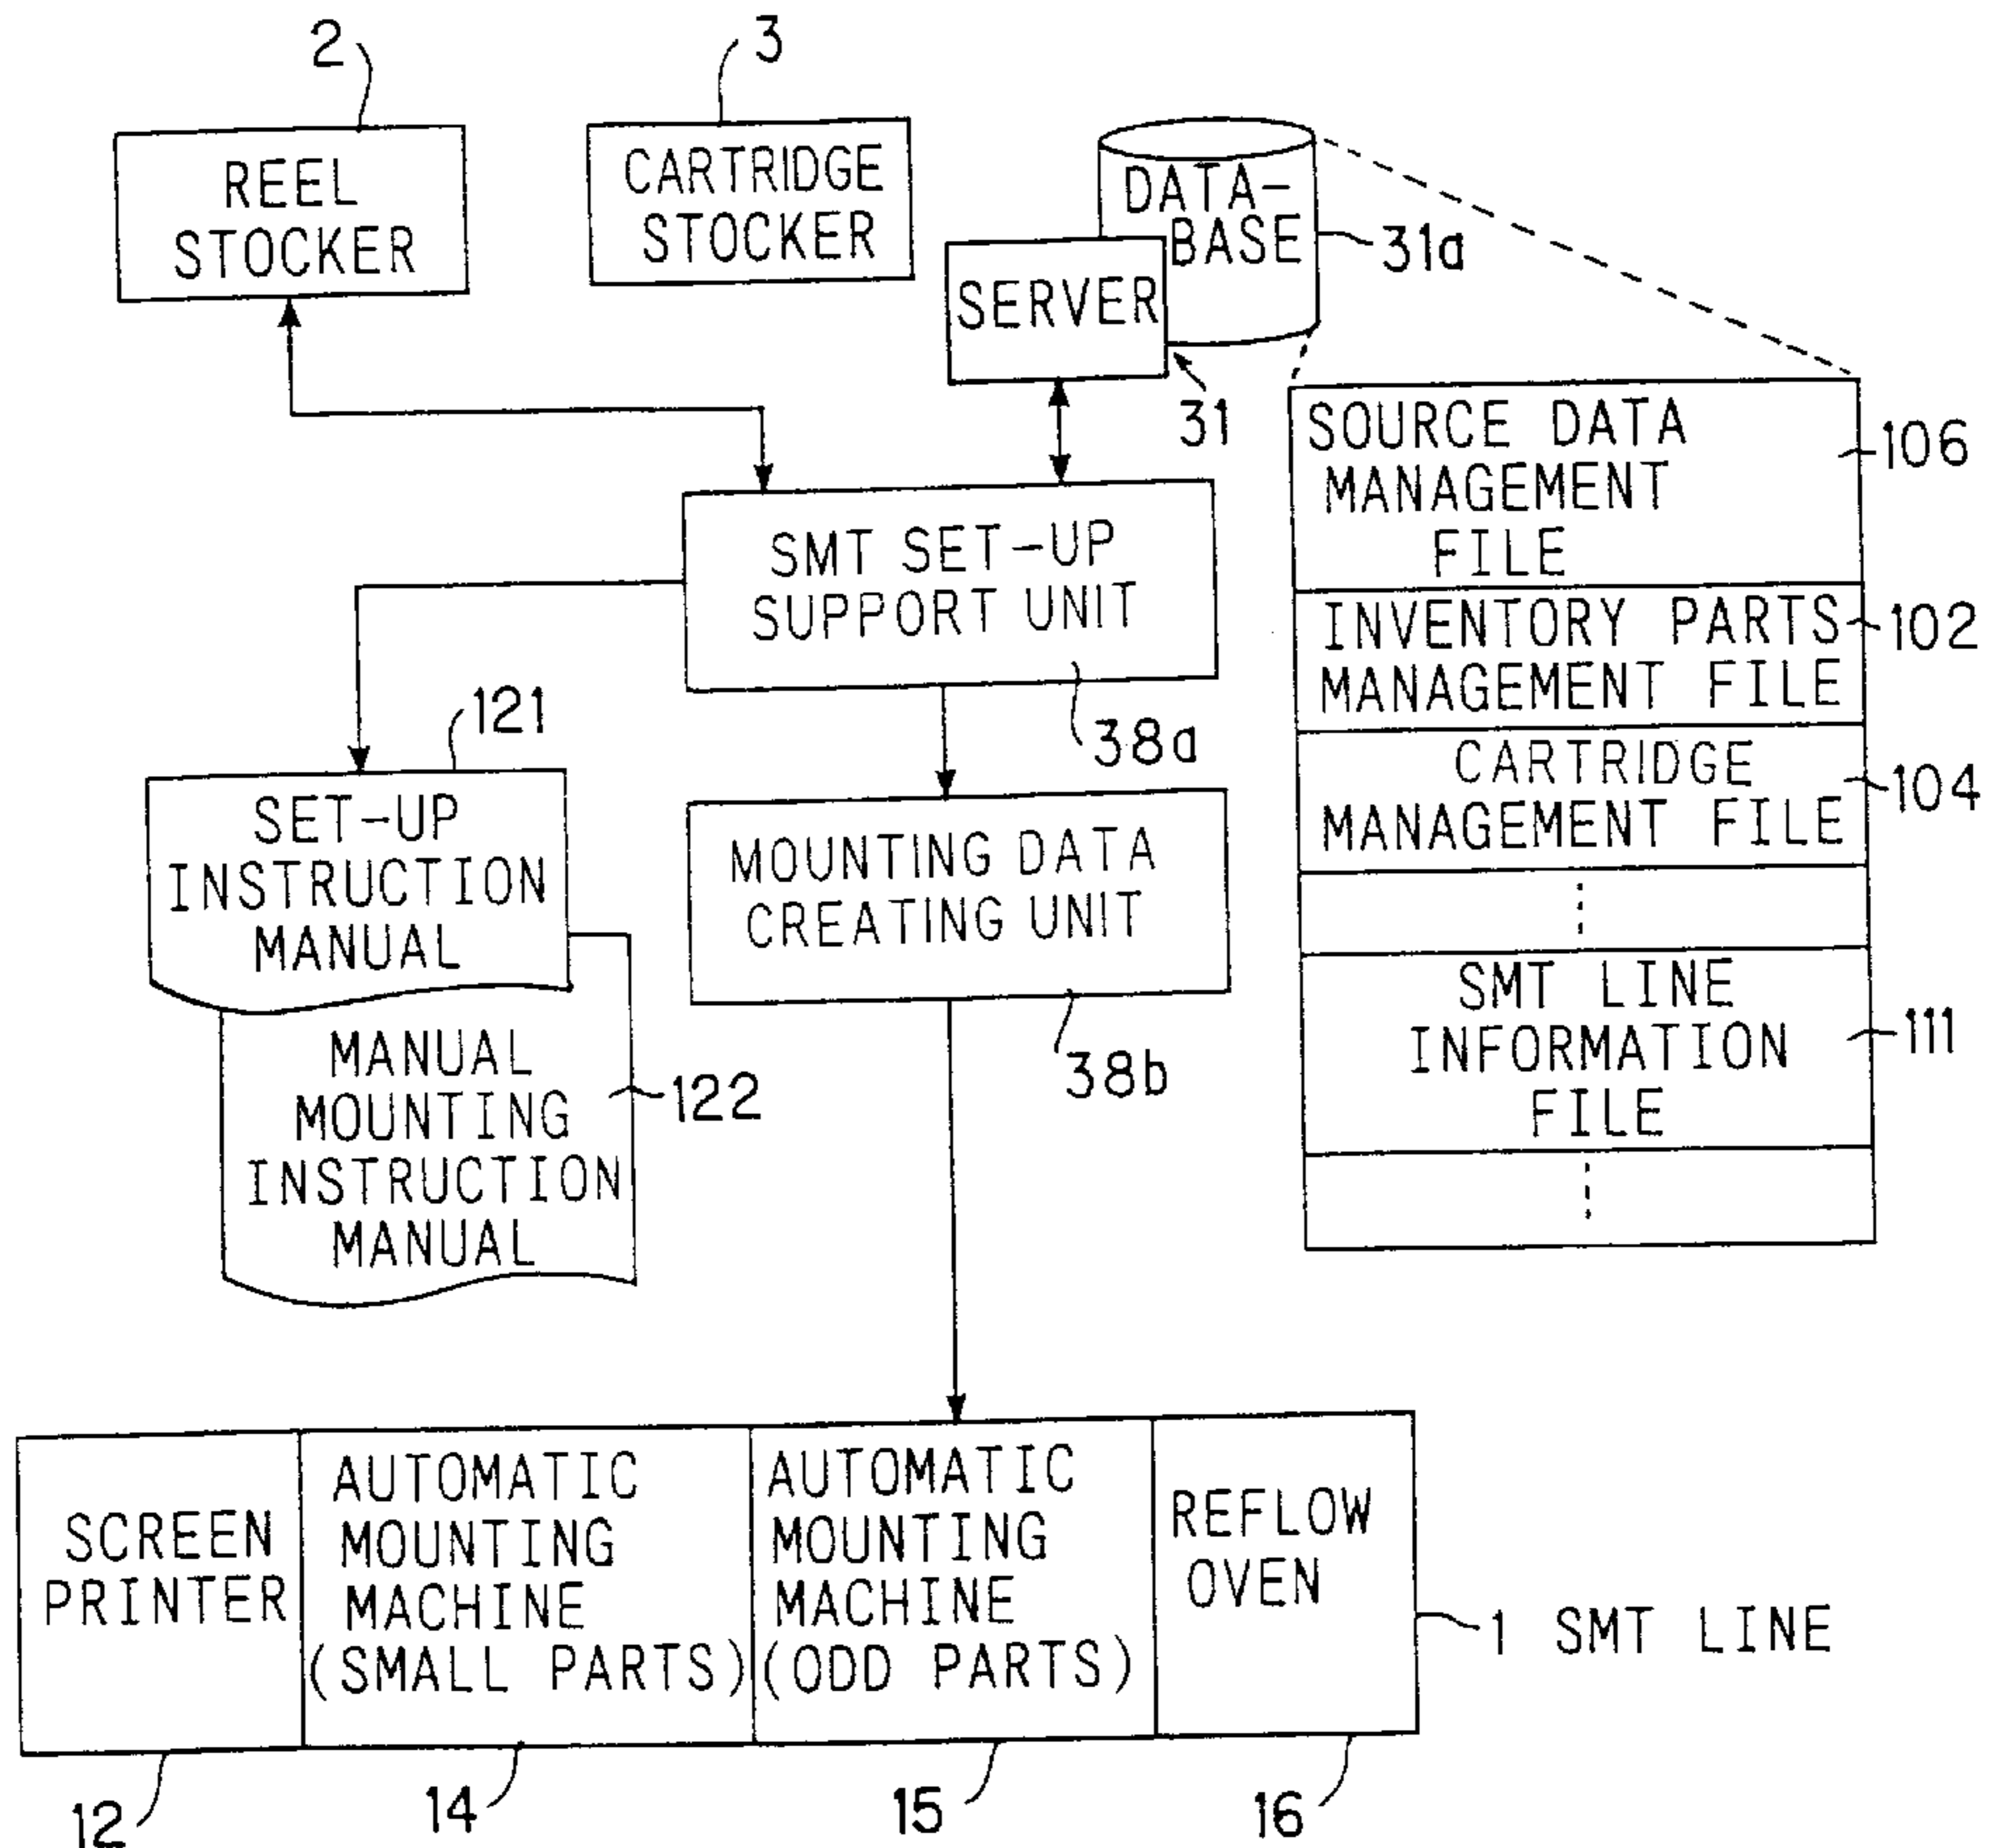 2
REEL
STOCKER
3
CARTRIDGE
STOCKER
DATA-
BASE
31a
SERVER
31
SOURCE DATA
MANAGEMENT
FILE
106
INVENTORY PARTS
MANAGEMENT FILE
102
CARTRIDGE
MANAGEMENT FILE
104
SMT LINE
INFORMATION
FILE
111
SMT SET-UP
SUPPORT UNIT
38a
121
SET-UP
INSTRUCTION
MANUAL
MANUAL
MOUNTING
INSTRUCTION
MANUAL
122
MOUNTING DATA
CREATING UNIT
38b
SCREEN
PRINTER
AUTOMATIC
MOUNTING
MACHINE
(SMALL PARTS)
AUTOMATIC
MOUNTING
MACHINE
(ODD PARTS)
REFLOW
OVEN
1 SMT LINE
12
14
15
16